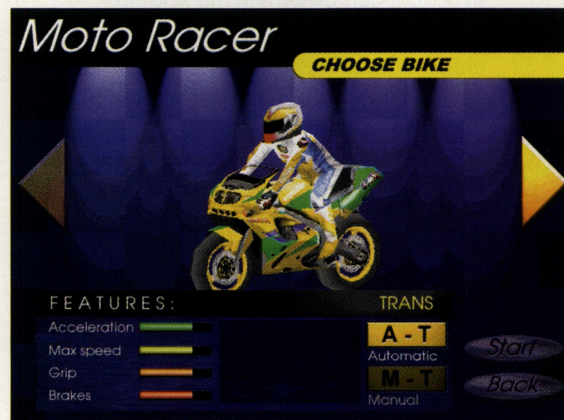 Moto Racer
CHOOSE BIKE
FEATURES:
TRANS
Acceleration
A - T
Max speed
Automatic
Start
Grip
M - T
Back
Brakes
Manual